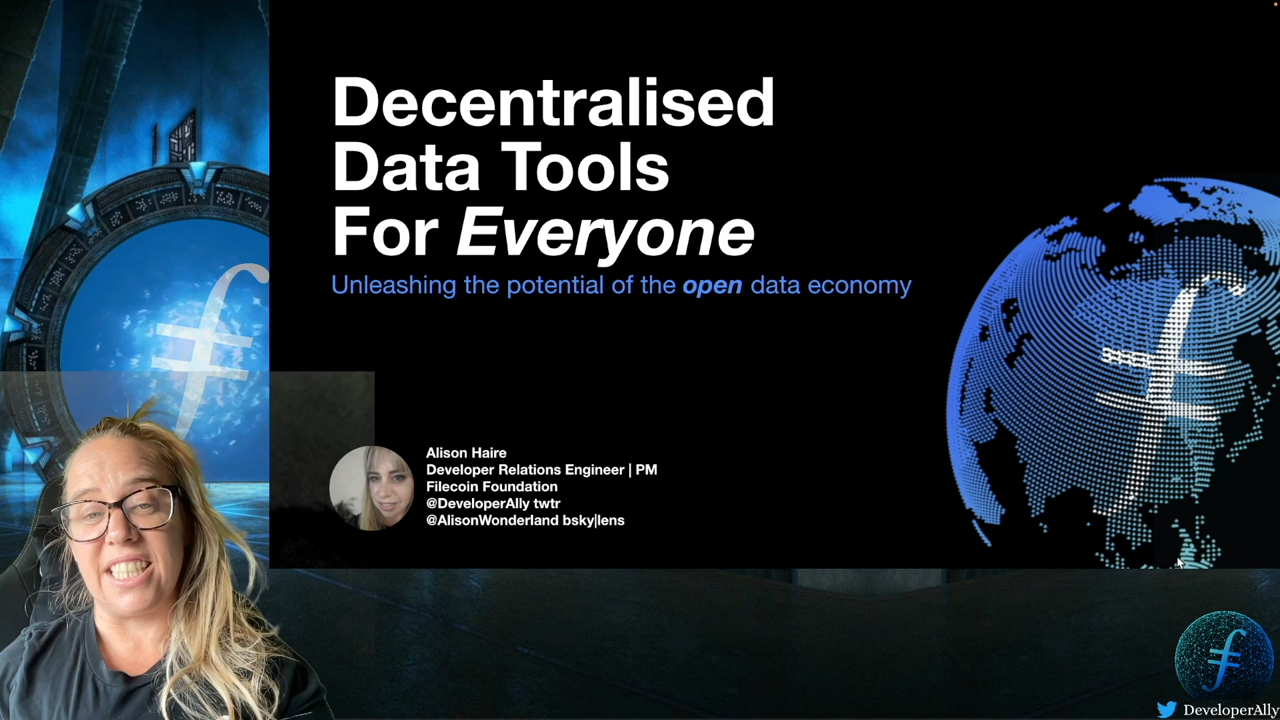 Decentralised
Data Tools
For Everyone
Unleashing the potential of the open data economy
Alison Haire
Developer Relations Engineer | PM
Filecoin Foundation
@DeveloperAlly twtr
@AlisonWonderland bsky|lens
DeveloperAlly